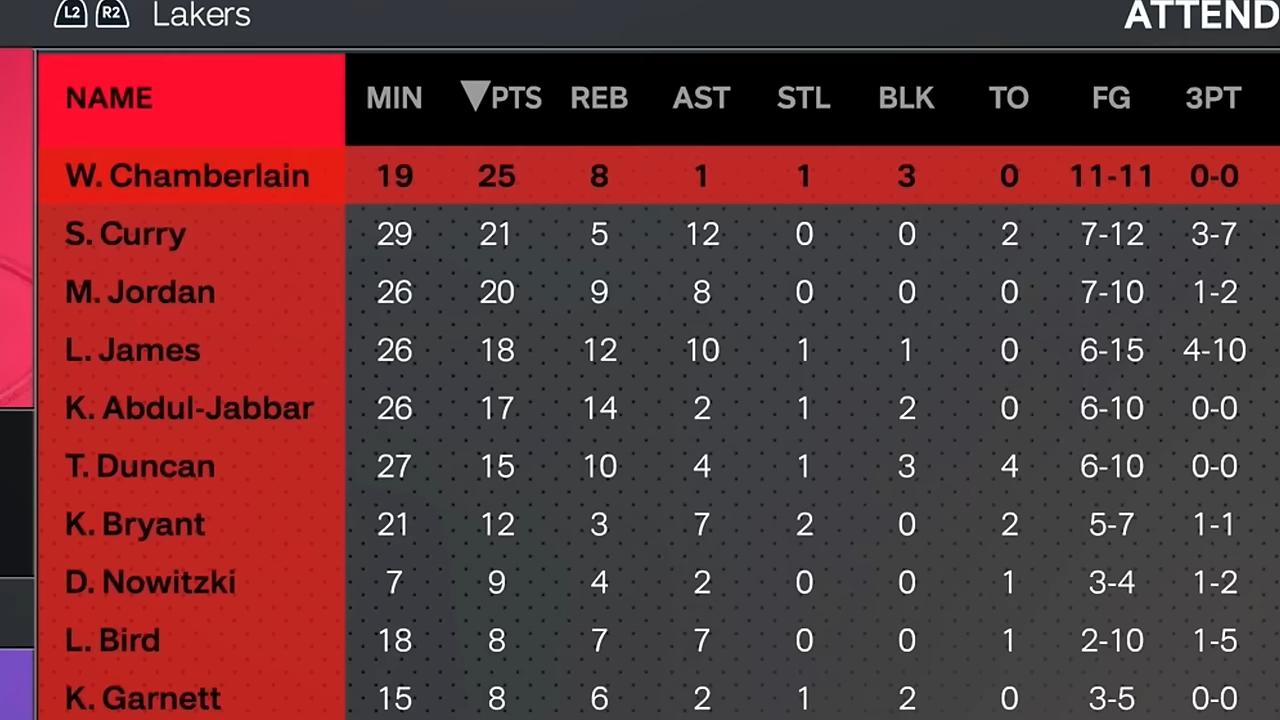 L2 R2 Lakers ATTEND
NAME MIN ▼PTS REB AST STL BLK TO FG 3PT
W. Chamberlain 19 25 8 1 1 3 0 11-11 0-0
S. Curry 29 21 5 12 0 0 2 7-12 3-7
M. Jordan 26 20 9 8 0 0 0 7-10 1-2
L. James 26 18 12 10 1 1 0 6-15 4-10
K. Abdul-Jabbar 26 17 14 2 1 2 0 6-10 0-0
T. Duncan 27 15 10 4 1 3 4 6-10 0-0
K. Bryant 21 12 3 7 2 0 2 5-7 1-1
D. Nowitzki 7 9 4 2 0 0 1 3-4 1-2
L. Bird 18 8 7 7 0 0 1 2-10 1-5
K. Garnett 15 8 6 2 1 2 0 3-5 0-0